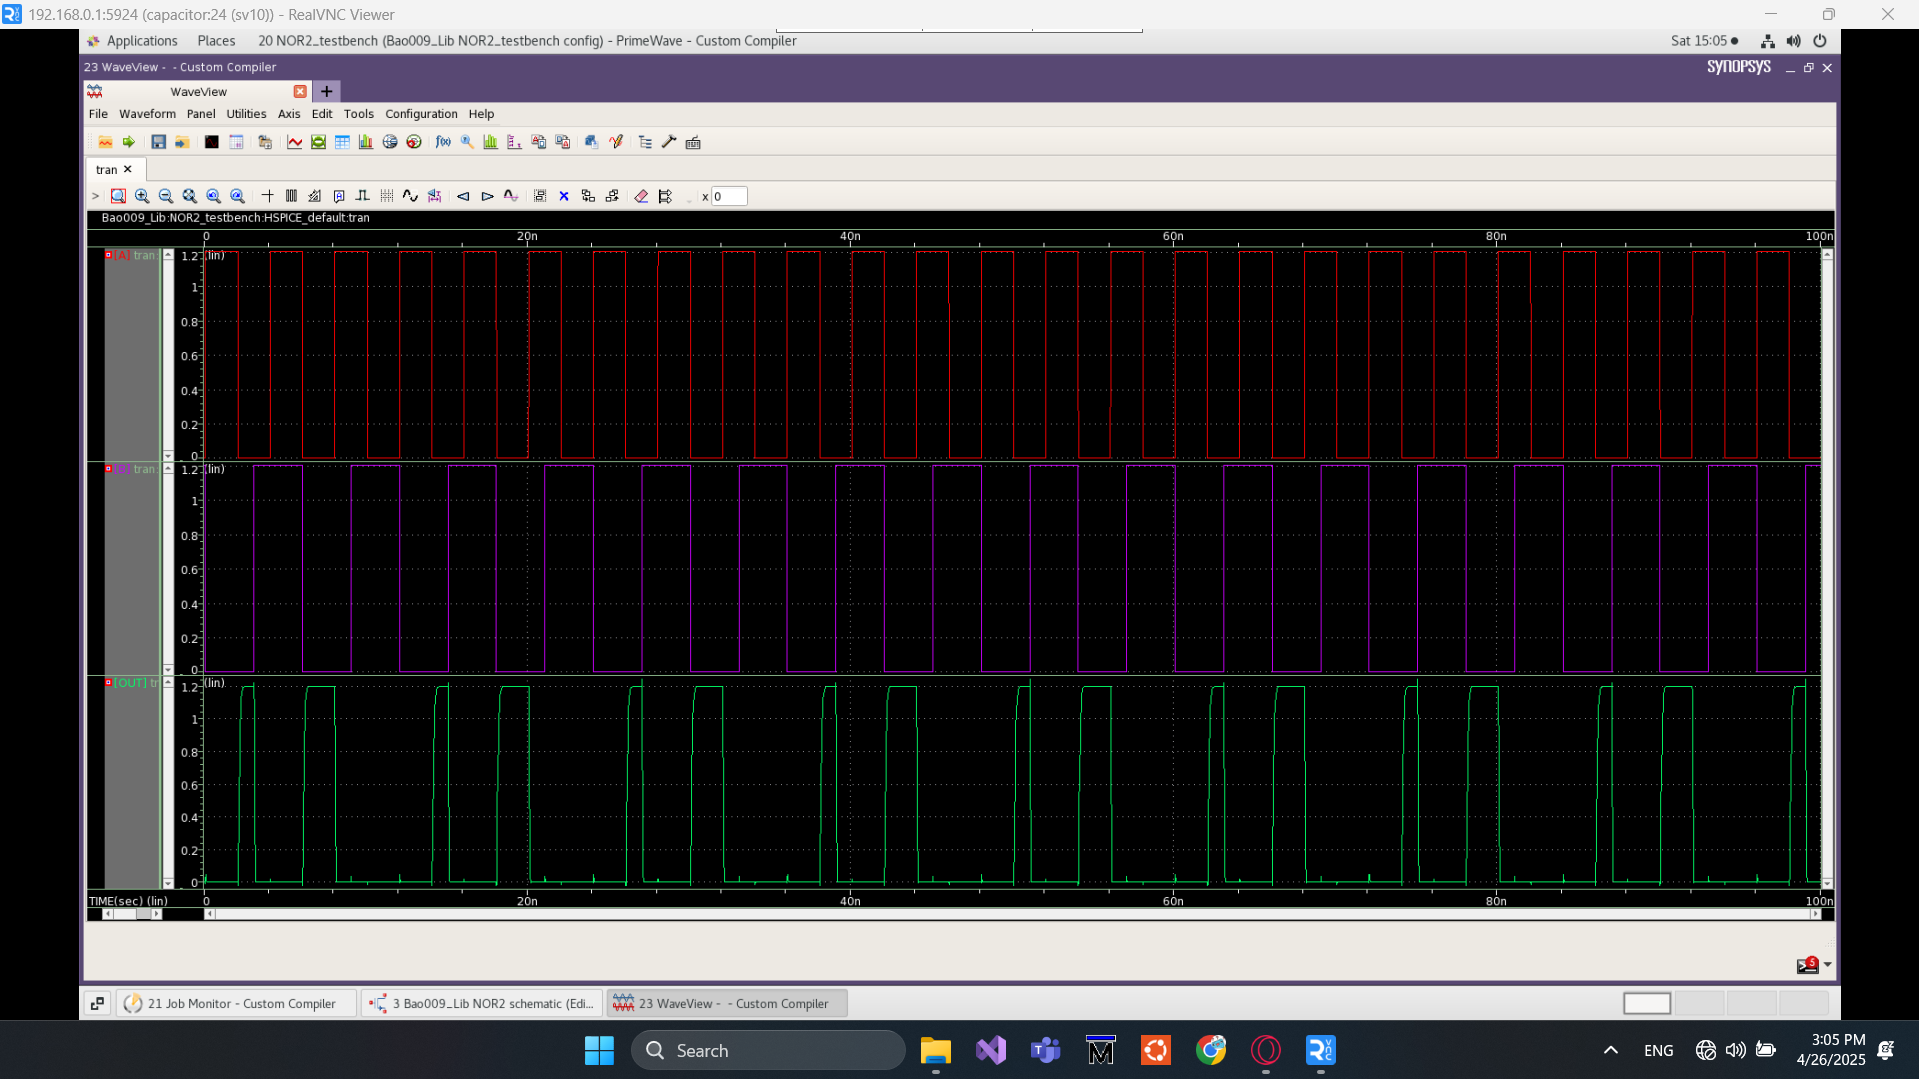 192.168.0.1:5924 (capacitor:24 (sv10)) - RealVNC Viewer
Applications Places 20 NOR2_testbench (Bao009_Lib NOR2_testbench config) - PrimeWave - Custom Compiler Sat 15:05
23 WaveView - - Custom Compiler SYNOPSYS
WaveView
File Waveform Panel Utilities Axis Edit Tools Configuration Help
tran
> x 0
Bao009_Lib:NOR2_testbench:HSPICE_default:tran
0 20n 40n 60n 80n 100n
[A] tran: 1.2 (lin)
1
0.8
0.6
0.4
0.2
0
[B] tran: 1.2 (lin)
1
0.8
0.6
0.4
0.2
0
[OUT] tr 1.2 (lin)
1
0.8
0.6
0.4
0.2
0
TIME(sec) (lin) 0 20n 40n 60n 80n 100n
5
21 Job Monitor - Custom Compiler 3 Bao009_Lib NOR2 schematic (Edi... 23 WaveView - - Custom Compiler
Search ENG 3:05 PM
4/26/2025